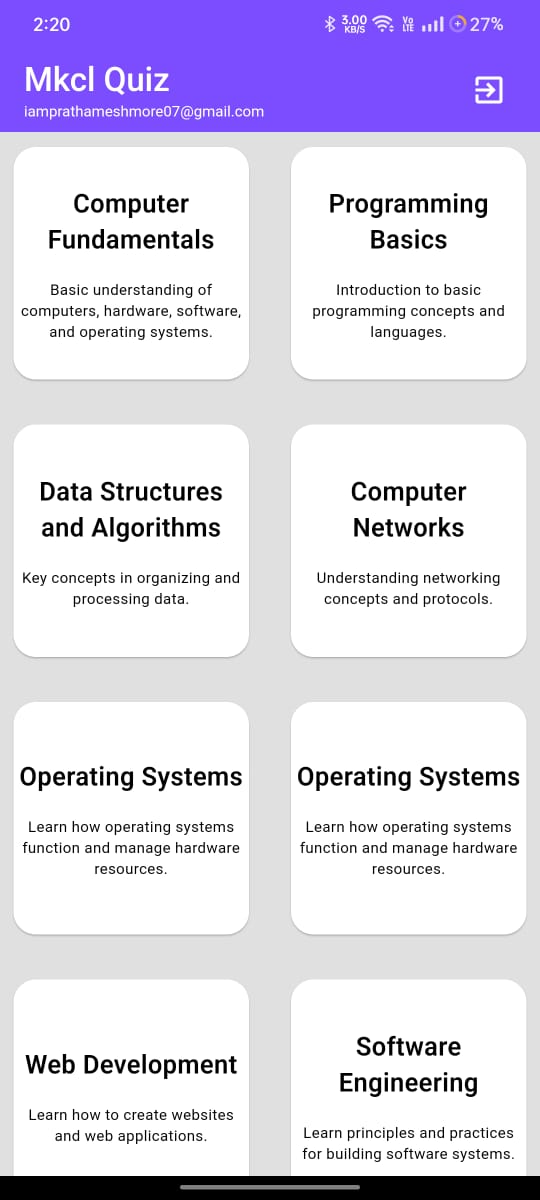 2:20
3.00
KB/S
Vo
LTE
27%
Mkcl Quiz
iamprathameshmore07@gmail.com
Computer
Fundamentals
Basic understanding of
computers, hardware, software,
and operating systems.
Programming
Basics
Introduction to basic
programming concepts and
languages.
Data Structures
and Algorithms
Key concepts in organizing and
processing data.
Computer
Networks
Understanding networking
concepts and protocols.
Operating Systems
Learn how operating systems
function and manage hardware
resources.
Operating Systems
Learn how operating systems
function and manage hardware
resources.
Web Development
Learn how to create websites
and web applications.
Software
Engineering
Learn principles and practices
for building software systems.